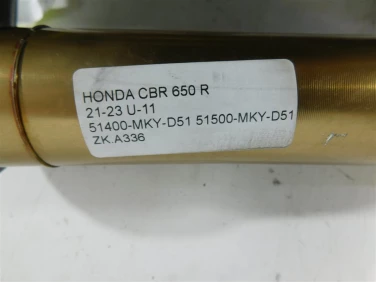 HONDA CBR 650 R
21-23 U-11
51400-MKY-D51 51500-MKY-D51
ZK.A336